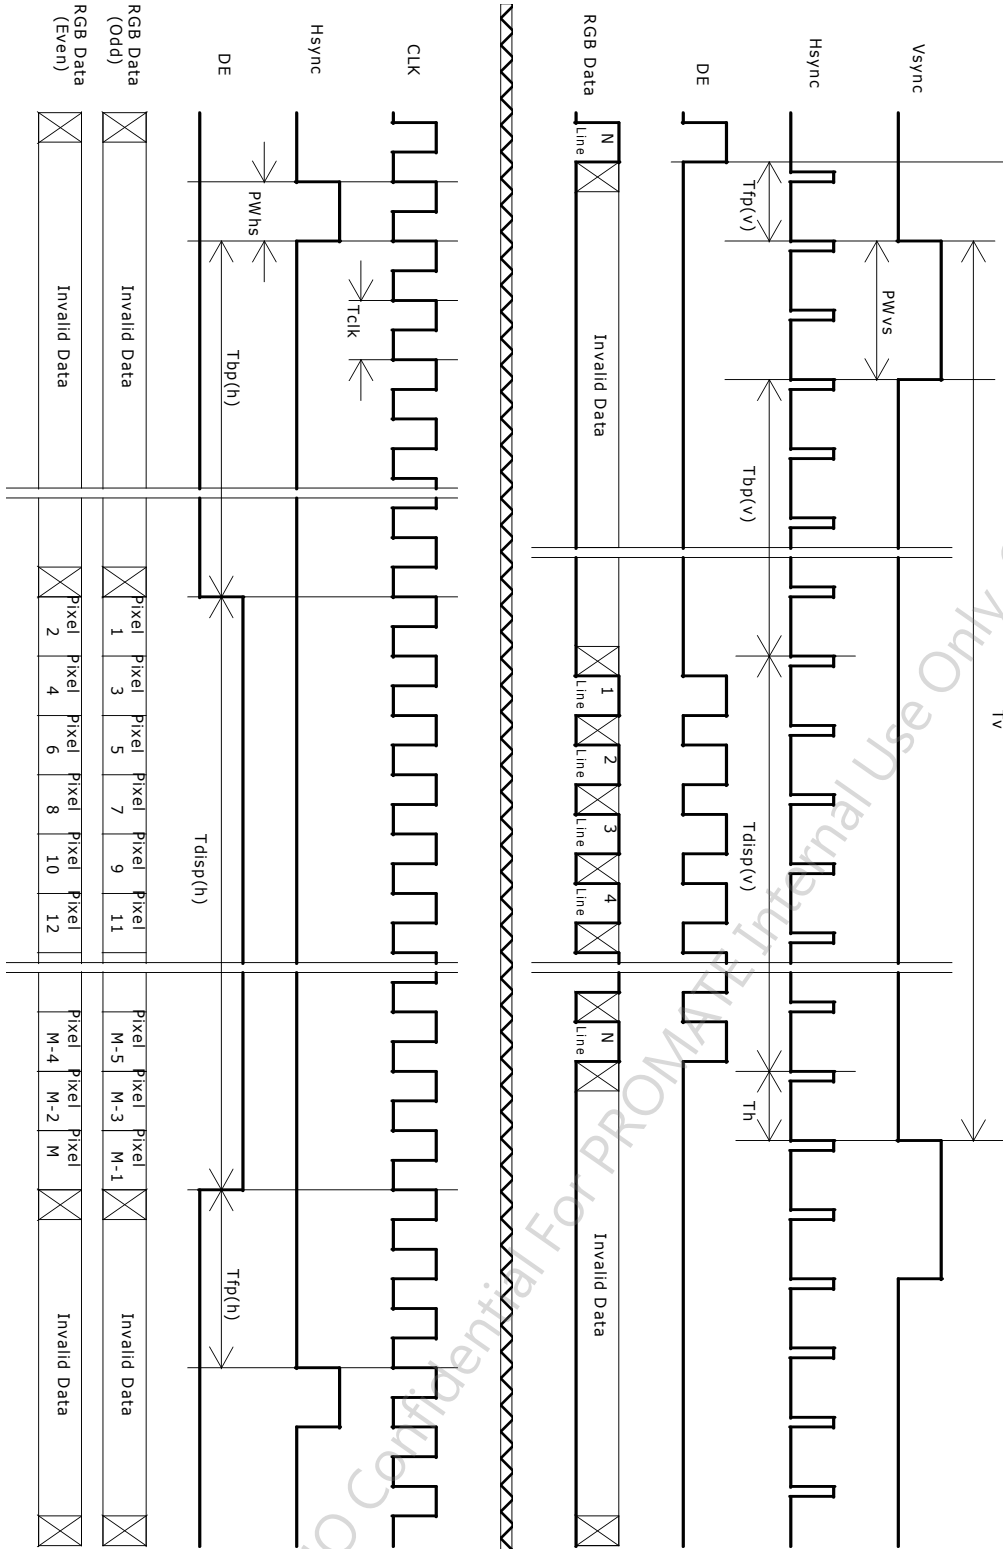 Vsync
Hsync
DE
RGB Data
Tv
Tfp(v)
PWvs
Tbp(v)
Tdisp(v)
Th
Line N
Invalid Data
Line 1
Line 2
Line 3
Line 4
Line N
Invalid Data
CLK
Hsync
DE
RGB Data
(Odd)
RGB Data
(Even)
Tclk
PWhs
Tbp(h)
Tdisp(h)
Tfp(h)
Invalid Data
Pixel 1
Pixel 3
Pixel 5
Pixel 7
Pixel 9
Pixel 11
Pixel M-5
Pixel M-3
Pixel M-1
Invalid Data
Invalid Data
Pixel 2
Pixel 4
Pixel 6
Pixel 8
Pixel 10
Pixel 12
Pixel M-4
Pixel M-2
Pixel M
Invalid Data
O Confidential For PROMATE Internal Use Only